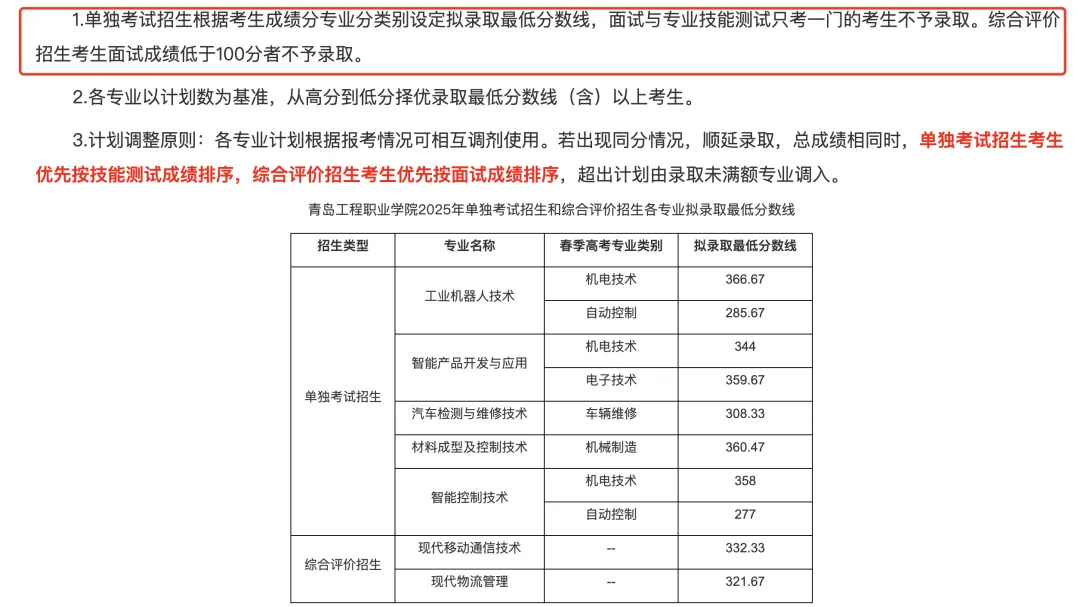 1.单独考试招生根据考生成绩分专业分类别设定拟录取最低分数线，面试与专业技能测试只考一门的考生不予录取。综合评价
招生考生面试成绩低于100分者不予录取。
2.各专业以计划数为基准，从高分到低分择优录取最低分数线（含）以上考生。
3.计划调整原则：各专业计划根据报考情况可相互调剂使用。若出现同分情况，顺延录取，总成绩相同时，单独考试招生考生
优先按技能测试成绩排序，综合评价招生考生优先按面试成绩排序，超出计划由录取未满额专业调入。
青岛工程职业学院2025年单独考试招生和综合评价招生各专业拟录取最低分数线
招生类型 专业名称 春季高考专业类别 拟录取最低分数线
单独考试招生 工业机器人技术 机电技术 366.67
自动控制 285.67
智能产品开发与应用 机电技术 344
电子技术 359.67
汽车检测与维修技术 车辆维修 308.33
材料成型及控制技术 机械制造 360.47
智能控制技术 机电技术 358
自动控制 277
综合评价招生 现代移动通信技术 -- 332.33
现代物流管理 -- 321.67